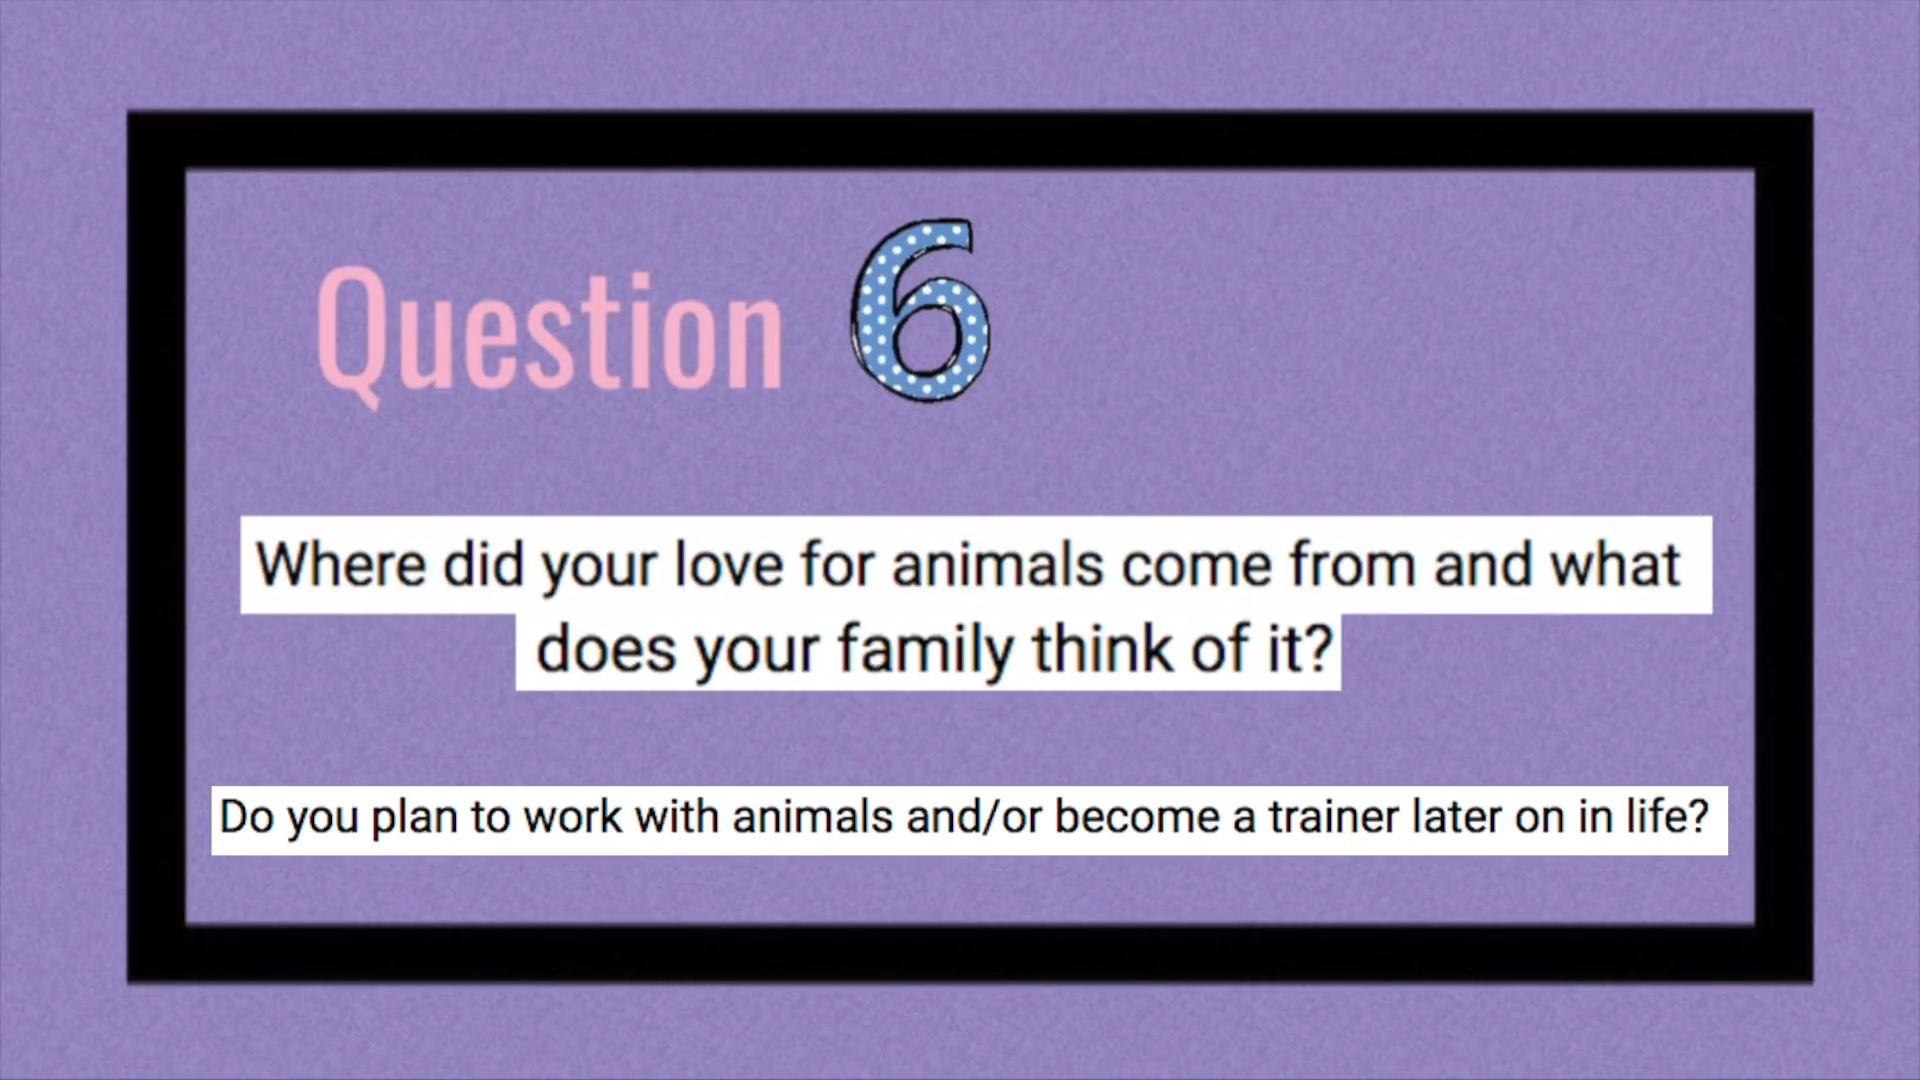 Question 6
Where did your love for animals come from and what
does your family think of it?
Do you plan to work with animals and/or become a trainer later on in life?